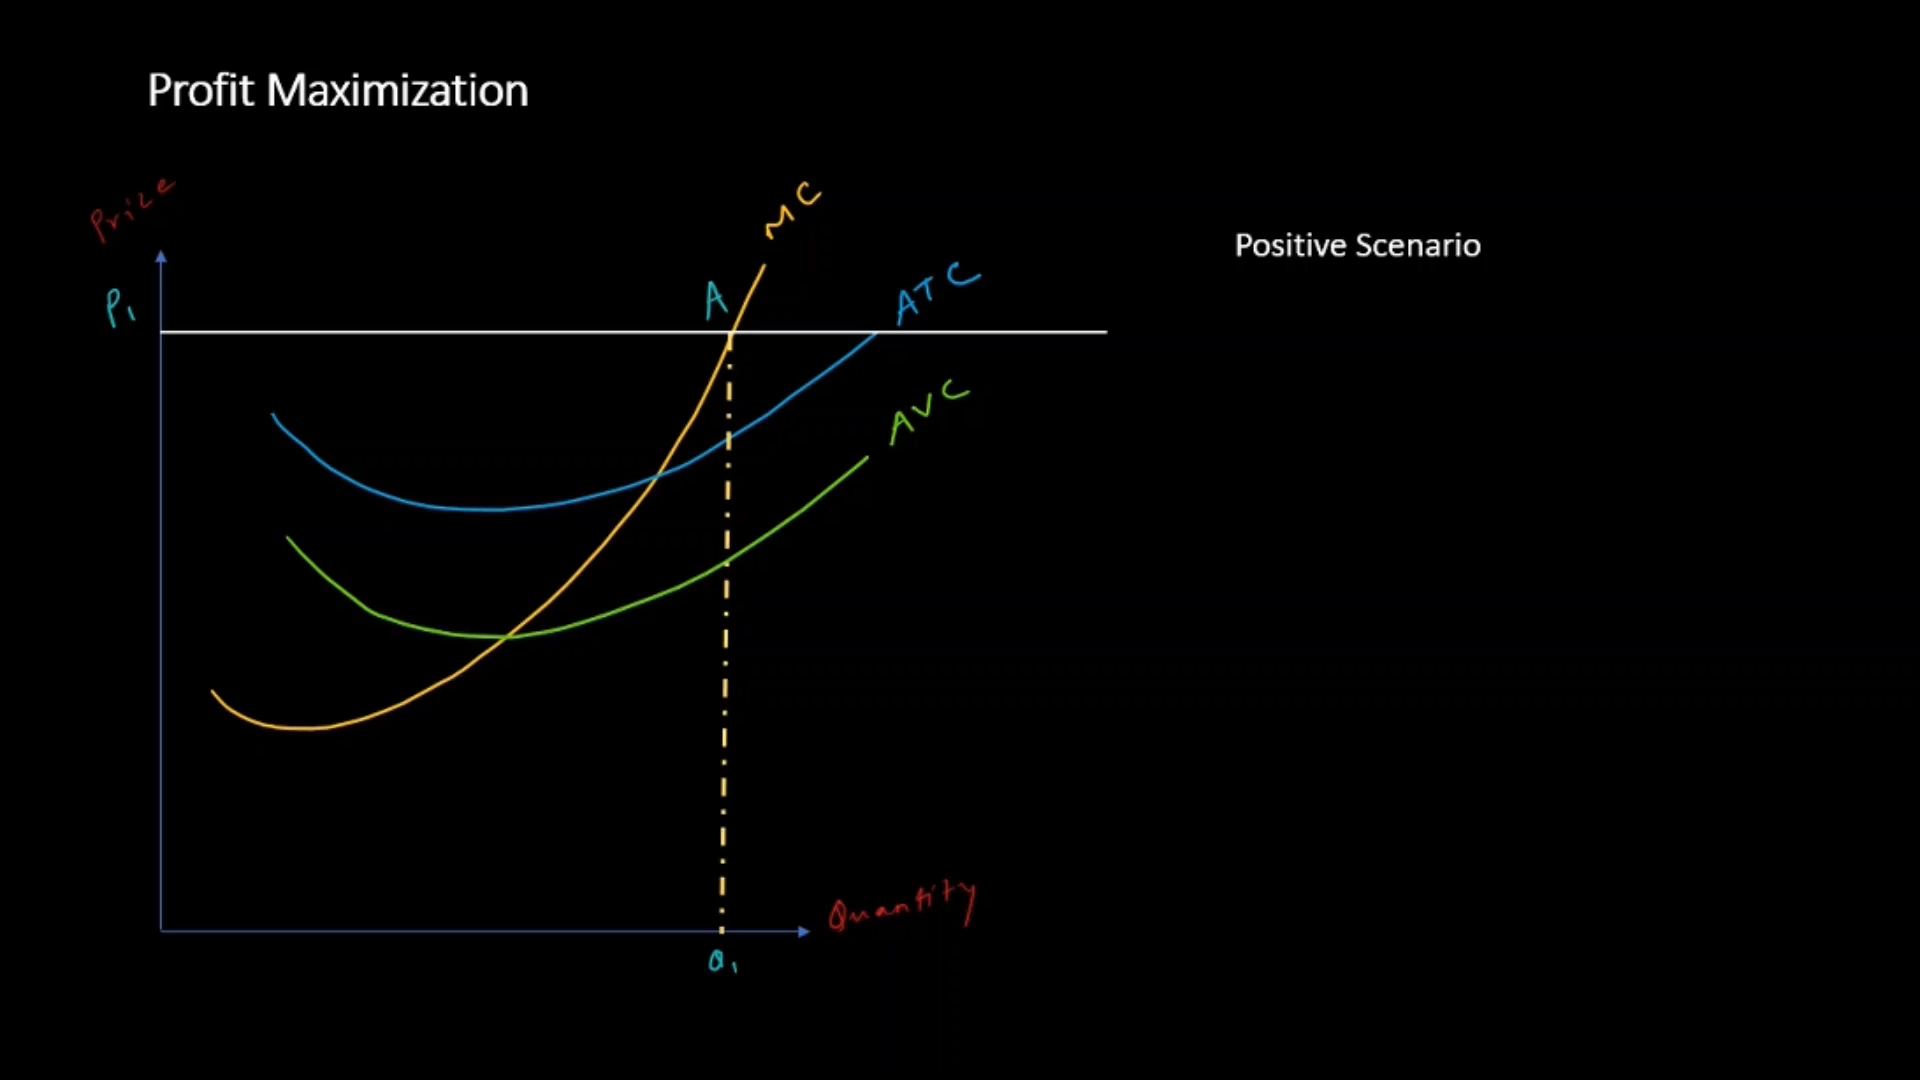 Profit Maximization
Price
MC
Positive Scenario
P1
A
ATC
AVC
Quantity
Q1